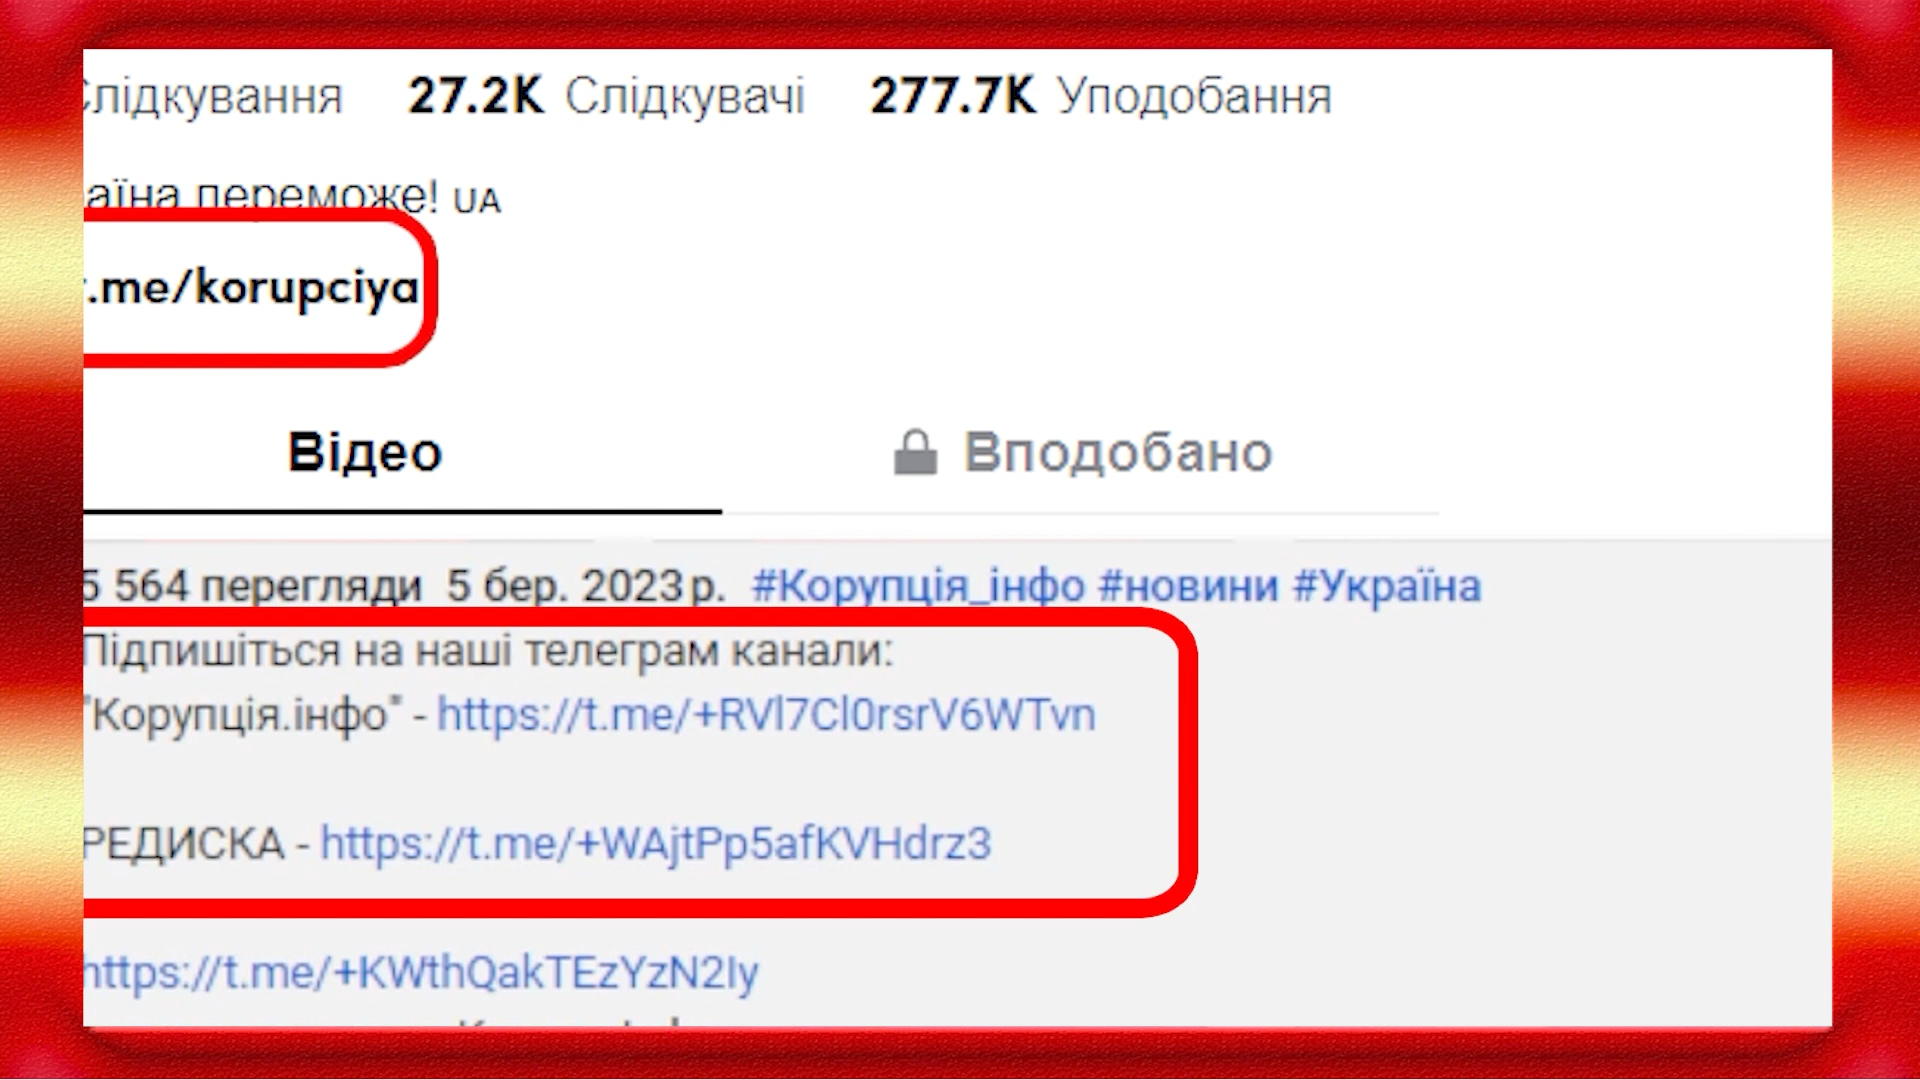 Слідкування 27.2K Слідкувачі 277.7K Уподобання
аїна переможе! UA
.me/korupciya
Відео Вподобано
5 564 перегляди 5 бер. 2023 р. #Корупція_інфо #новини #Україна
Підпишіться на наші телеграм канали:
"Корупція.інфо" - https://t.me/+RVl7Cl0rsrV6WTvn
РЕДИСКА - https://t.me/+WAjtPp5afKVHdrz3
https://t.me/+KWthQakTEzYzN2Iy